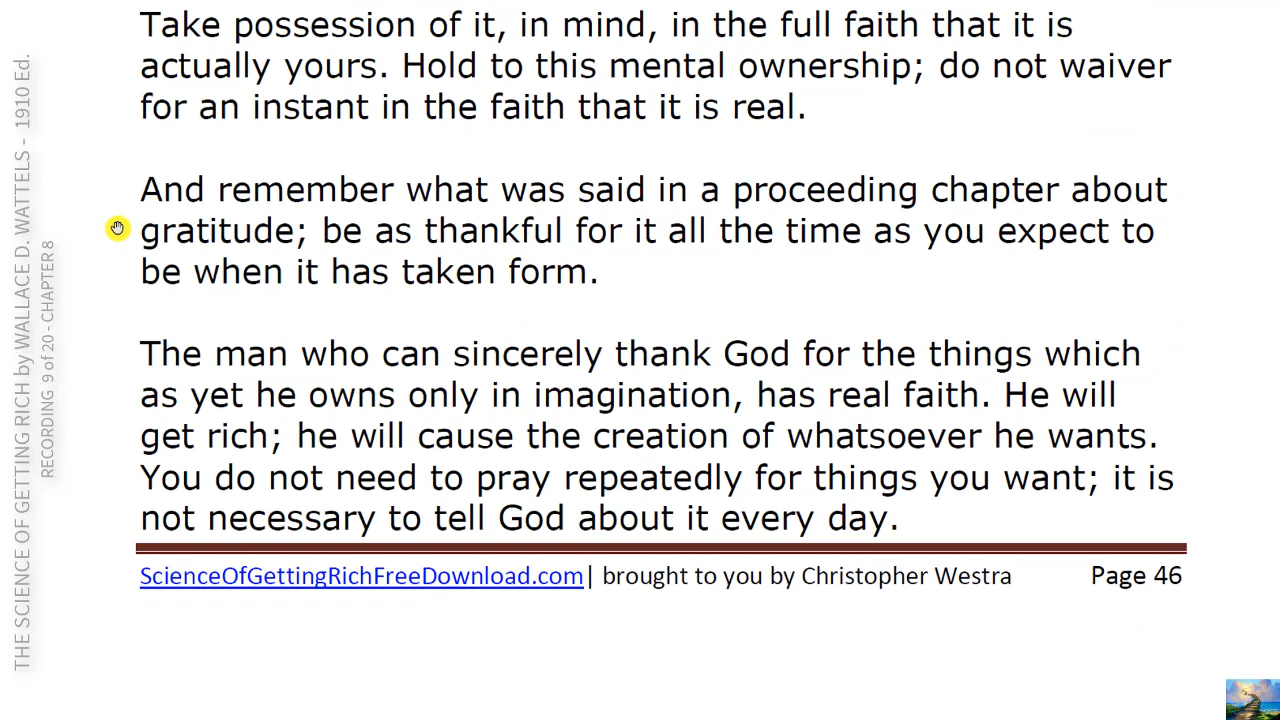 Take possession of it, in mind, in the full faith that it is
actually yours. Hold to this mental ownership; do not waiver
for an instant in the faith that it is real.
And remember what was said in a proceeding chapter about
gratitude; be as thankful for it all the time as you expect to
be when it has taken form.
The man who can sincerely thank God for the things which
as yet he owns only in imagination, has real faith. He will
get rich; he will cause the creation of whatsoever he wants.
You do not need to pray repeatedly for things you want; it is
not necessary to tell God about it every day.
ScienceOfGettingRichFreeDownload.com| brought to you by Christopher Westra Page 46
THE SCIENCE OF GETTING RICH by WALLACE D. WATTELS - 1910 Ed.
RECORDING 9 of 20 - CHAPTER 8